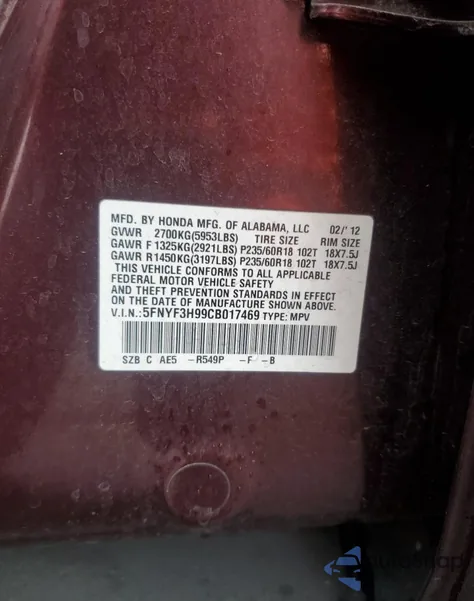 MFD. BY HONDA MFG. OF ALABAMA, LLC 02/'12
GVWR 2700KG(5953LBS) TIRE SIZE RIM SIZE
GAWR F 1325KG(2921LBS) P235/60R18 102T 18X7.5J
GAWR R1450KG(3197LBS) P235/60R18 102T 18X7.5J
THIS VEHICLE CONFORMS TO ALL APPLICABLE
FEDERAL MOTOR VEHICLE SAFETY
AND THEFT PREVENTION STANDARDS IN EFFECT
ON THE DATE OF MANUFACTURE SHOWN ABOVE.
V.I.N.:5FNYF3H99CB017469 TYPE: MPV
SZB C AE5 -R549P -F -B
autosnap